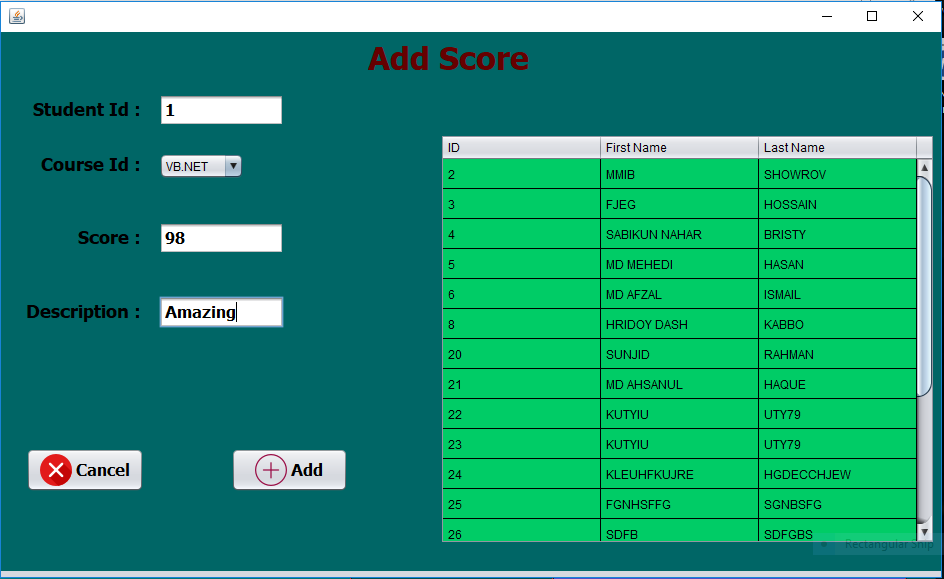 Add Score
Student Id : 1
Course Id : VB.NET
Score : 98
Description : Amazing
Cancel Add
ID First Name Last Name
2 MMIB SHOWROV
3 FJEG HOSSAIN
4 SABIKUN NAHAR BRISTY
5 MD MEHEDI HASAN
6 MD AFZAL ISMAIL
8 HRIDOY DASH KABBO
20 SUNJID RAHMAN
21 MD AHSANUL HAQUE
22 KUTYIU UTY79
23 KUTYIU UTY79
24 KLEUHFKUJRE HGDECCHJEW
25 FGNHSFFG SGNBSFG
26 SDFB SDFGBS
Rectangular Snip